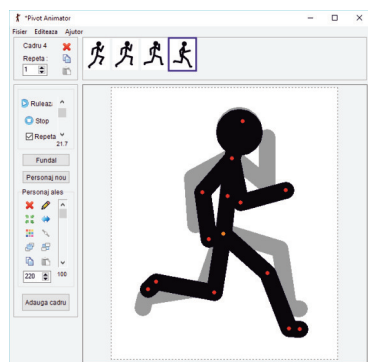 *Pivot Animator
Fisier Editeaza Ajutor
Cadru 4
Repeta :
1
Ruleaz
Stop
Repeta
21.7
Fundal
Personaj nou
Personaj ales
220
100
Adauga cadru